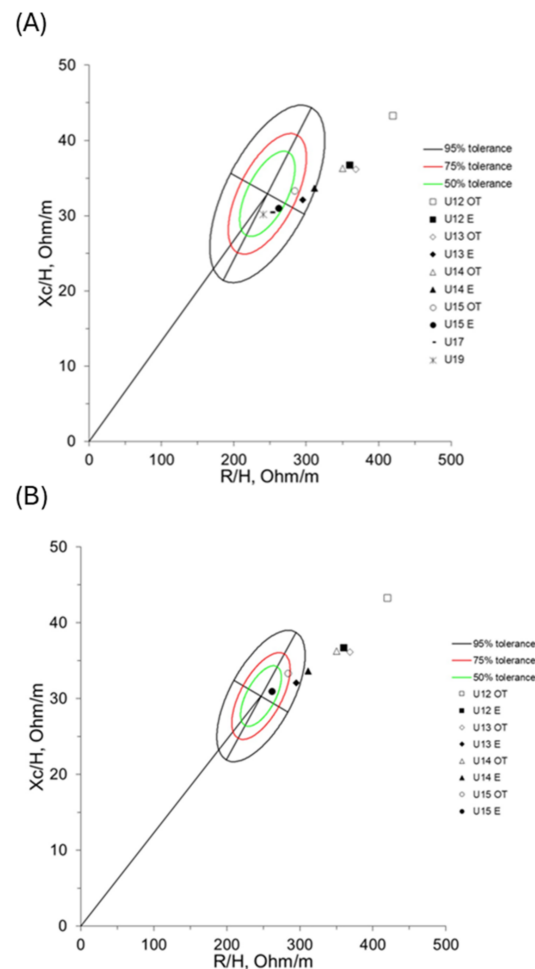 (A)
50
40
30
20
10
0
Xc/H, Ohm/m
0 100 200 300 400 500
R/H, Ohm/m
95% tolerance
75% tolerance
50% tolerance
U12 OT
U12 E
U13 OT
U13 E
U14 OT
U14 E
U15 OT
U15 E
U17
U19
(B)
50
40
30
20
10
0
Xc/H, Ohm/m
0 100 200 300 400 500
R/H, Ohm/m
95% tolerance
75% tolerance
50% tolerance
U12 OT
U12 E
U13 OT
U13 E
U14 OT
U14 E
U15 OT
U15 E